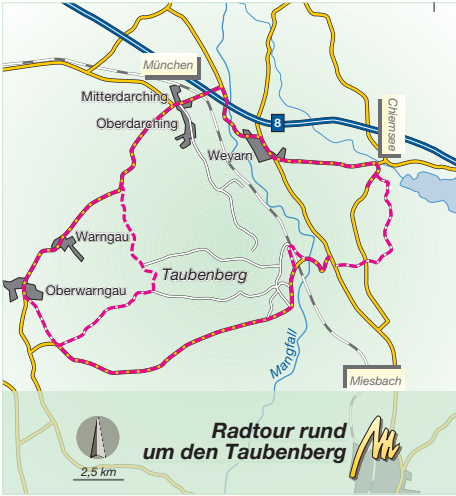 München
Mitterdarching
Oberdarching
8
Weyarn
Chiemsee
Warngau
Taubenberg
Oberwarngau
Mangfall
Miesbach
Radtour rund
um den Taubenberg
2,5 km